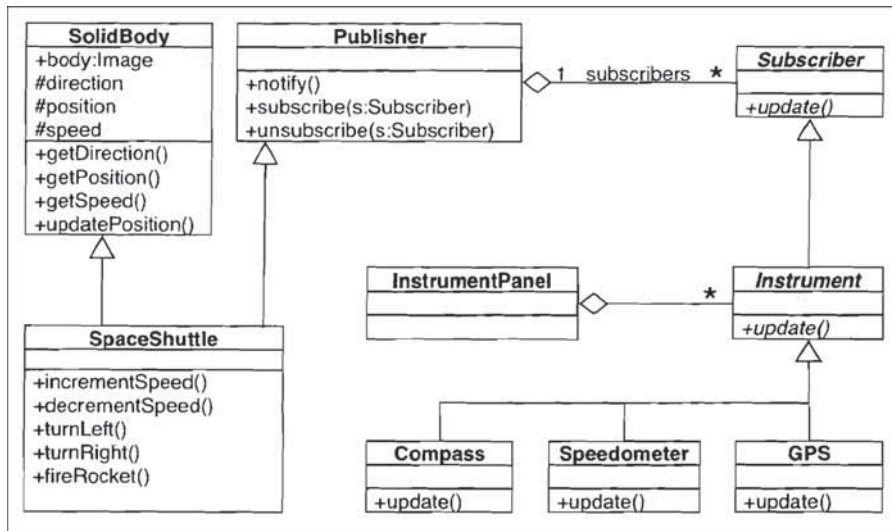 SolidBody
+body:Image
#direction
#position
#speed
+getDirection()
+getPosition()
+getSpeed()
+updatePosition()
Publisher
+notify()
+subscribe(s:Subscriber)
+unsubscribe(s:Subscriber)
1 subscribers *
Subscriber
+update()
InstrumentPanel
*
Instrument
+update()
SpaceShuttle
+incrementSpeed()
+decrementSpeed()
+turnLeft()
+turnRight()
+fireRocket()
Compass
+update()
Speedometer
+update()
GPS
+update()